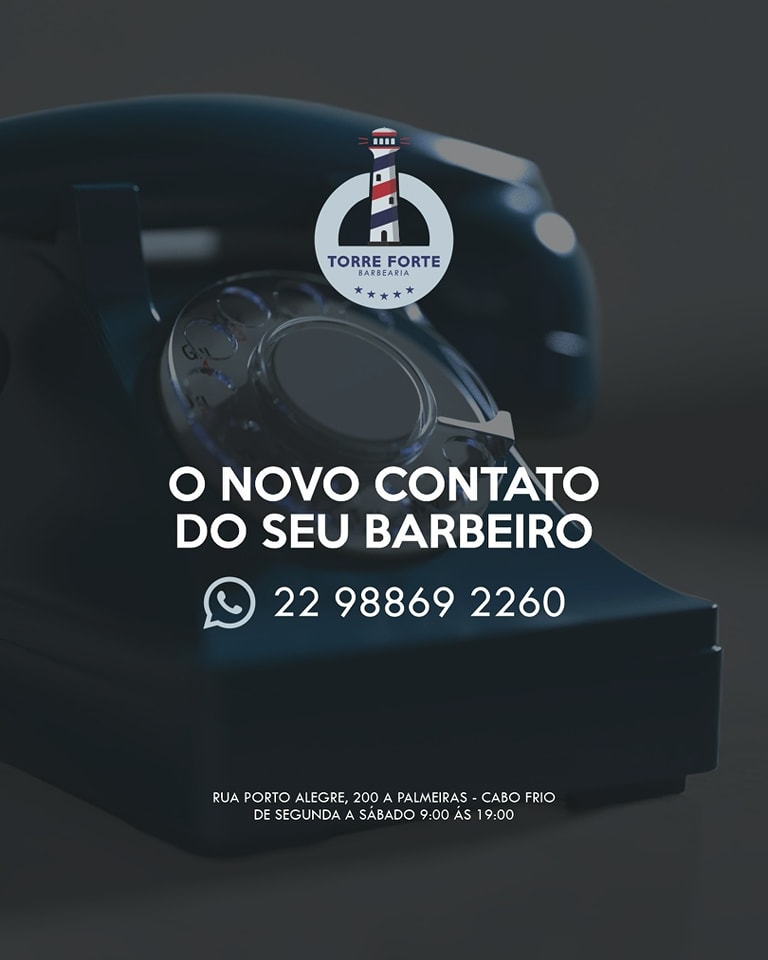 TORRE FORTE
BARBEARIA
O NOVO CONTATO
DO SEU BARBEIRO
22 98869 2260
RUA PORTO ALEGRE, 200 A PALMEIRAS - CABO FRIO
DE SEGUNDA A SÁBADO 9:00 ÁS 19:00